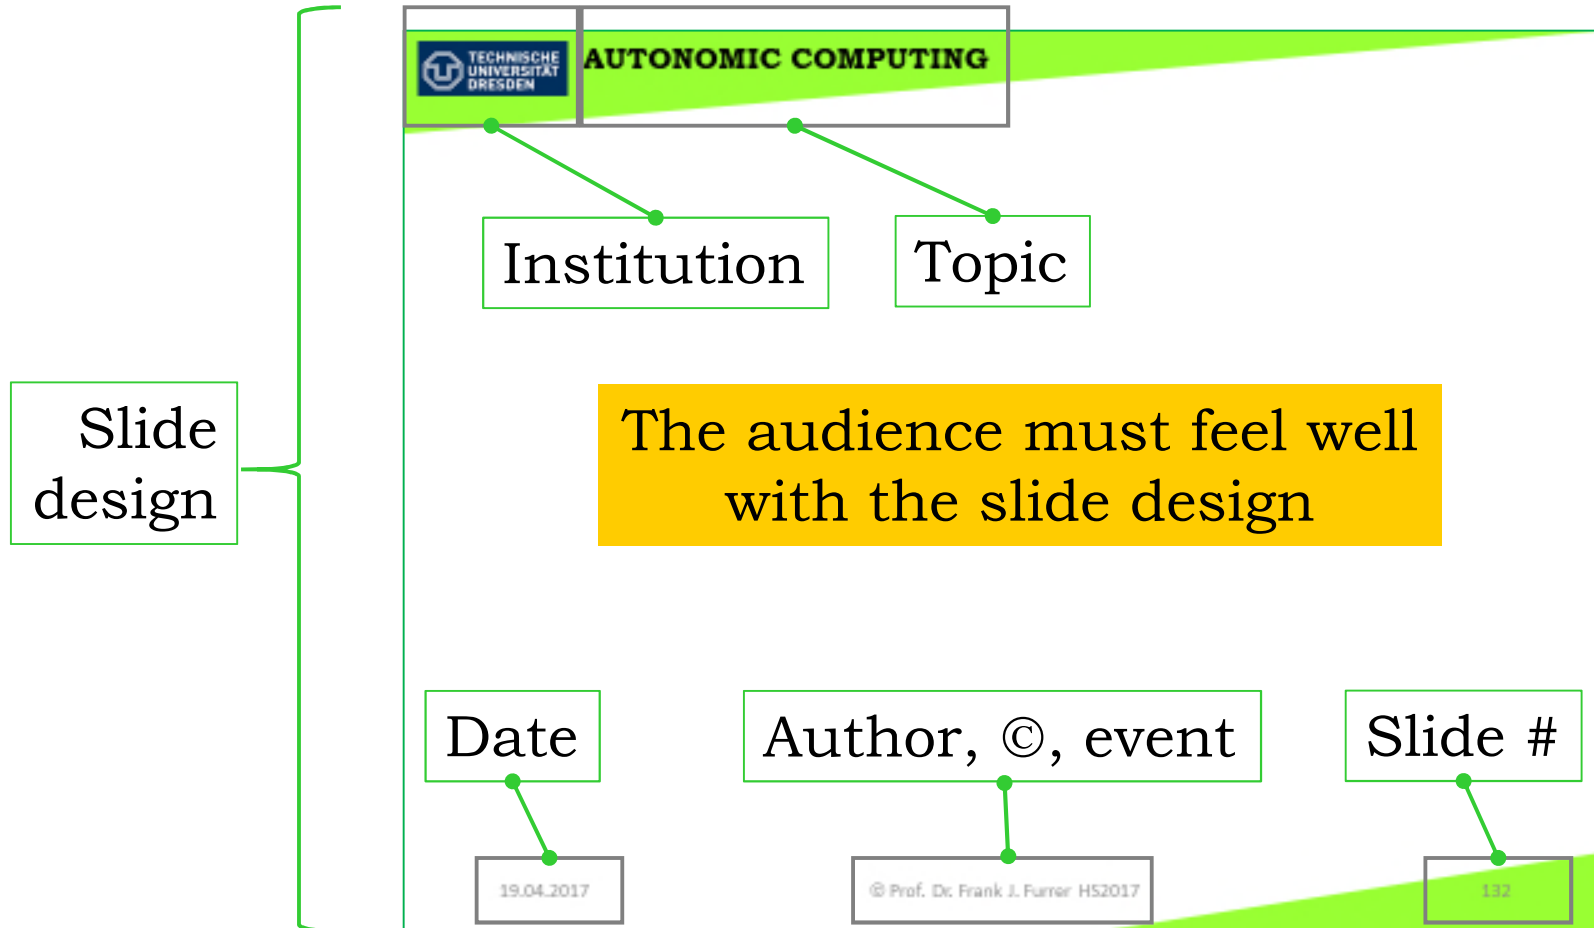 TECHNISCHE
UNIVERSITÄT
DRESDEN
AUTONOMIC COMPUTING
Institution
Topic
Slide
design
The audience must feel well
with the slide design
Date
Author, ©, event
Slide #
19.04.2017
© Prof. Dr. Frank J. Furrer HS2017
132